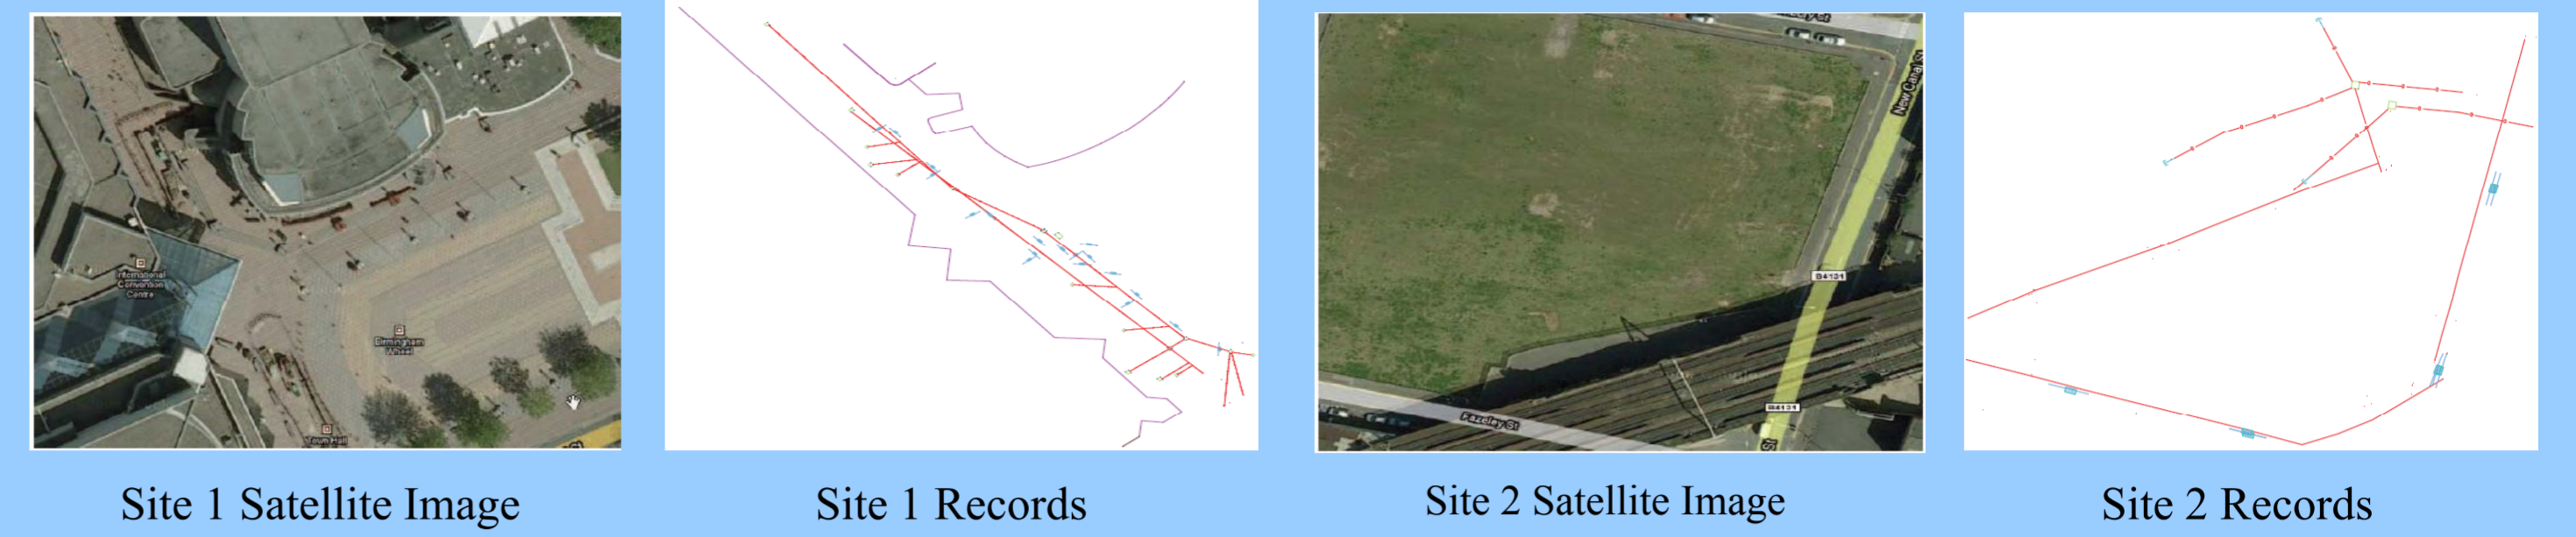 International
Convention
Centre
Birmingham
Wheel
Town Hall
New Canal St
B4131
B4131
Fazeley St
St
Site 1 Satellite Image
Site 1 Records
Site 2 Satellite Image
Site 2 Records